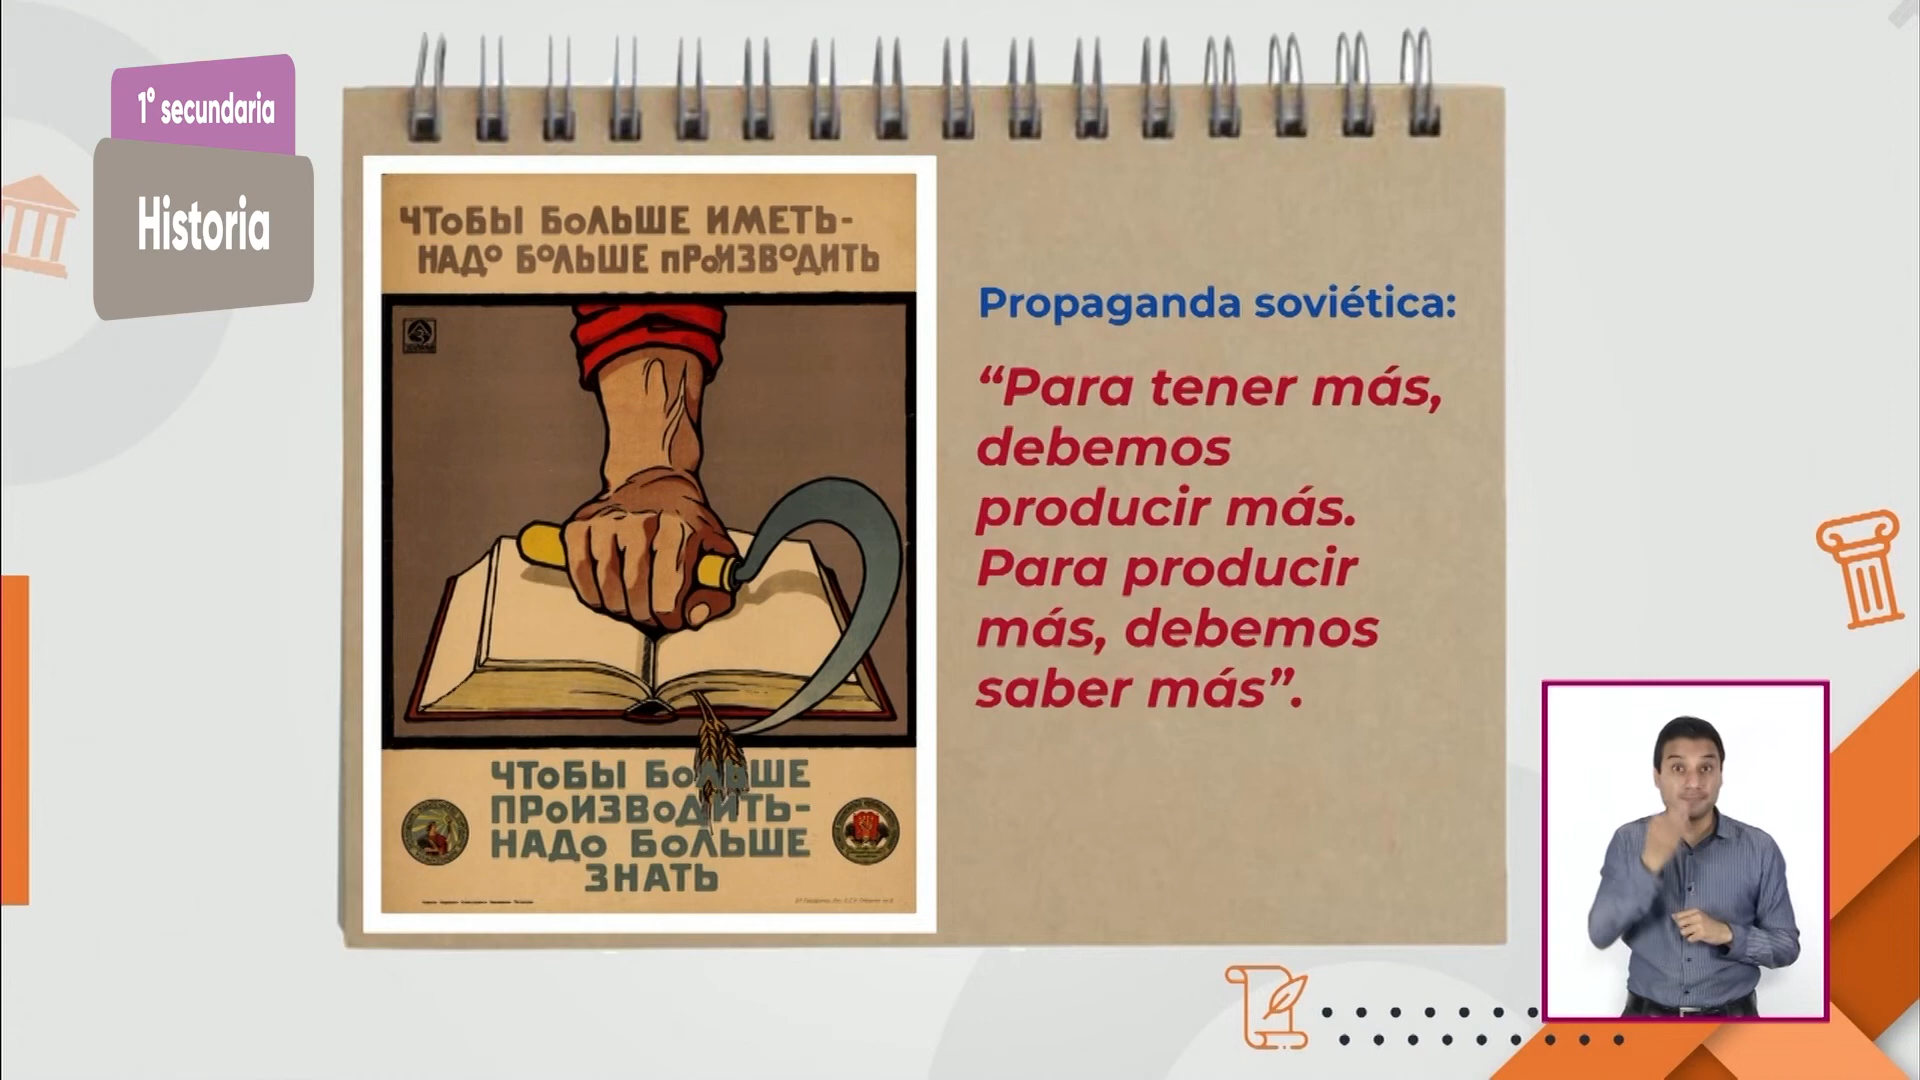 1° secundaria
Historia
ЧТОБЫ БОЛЬШЕ ИМЕТЬ-
НАДО БОЛЬШЕ ПРОИЗВОДИТЬ
ЧТОБЫ БОЛЬШЕ
ПРОИЗВОДИТЬ-
НАДО БОЛЬШЕ
ЗНАТЬ
Propaganda soviética:
“Para tener más,
debemos
producir más.
Para producir
más, debemos
saber más”.